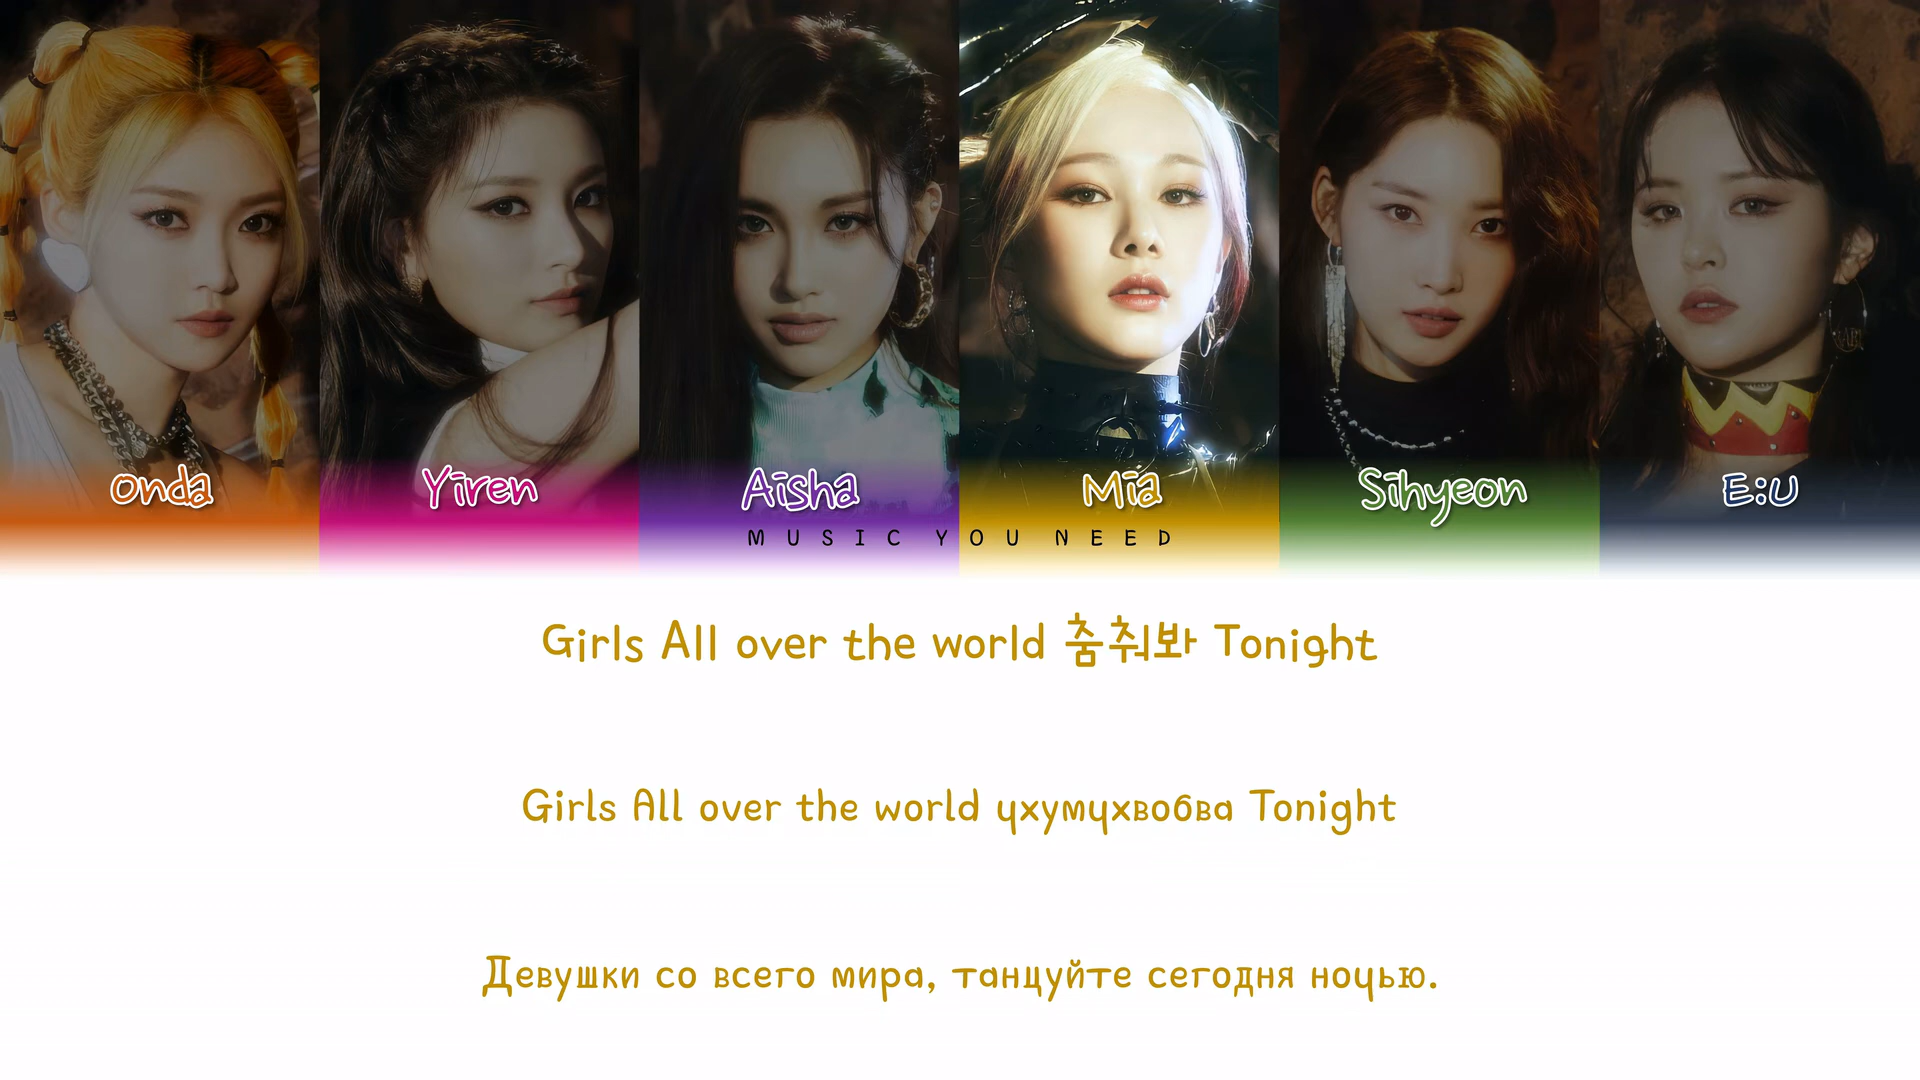 Onda Yiren Aisha Mia Sihyeon E:U
MUSIC YOU NEED
Girls All over the world 춤춰봐 Tonight
Girls All over the world чхумчхвобва Tonight
Девушки со всего мира, танцуйте сегодня ночью.